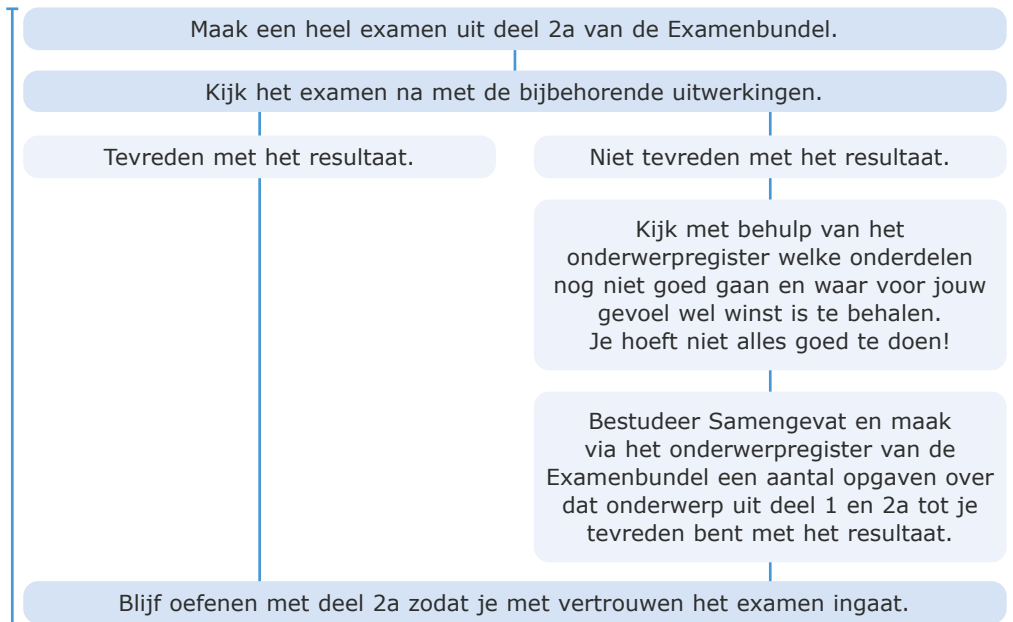 Maak een heel examen uit deel 2a van de Examenbundel.
Kijk het examen na met de bijbehorende uitwerkingen.
Tevreden met het resultaat.
Niet tevreden met het resultaat.
Kijk met behulp van het
onderwerpregister welke onderdelen
nog niet goed gaan en waar voor jouw
gevoel wel winst is te behalen.
Je hoeft niet alles goed te doen!
Bestudeer Samengevat en maak
via het onderwerpregister van de
Examenbundel een aantal opgaven over
dat onderwerp uit deel 1 en 2a tot je
tevreden bent met het resultaat.
Blijf oefenen met deel 2a zodat je met vertrouwen het examen ingaat.